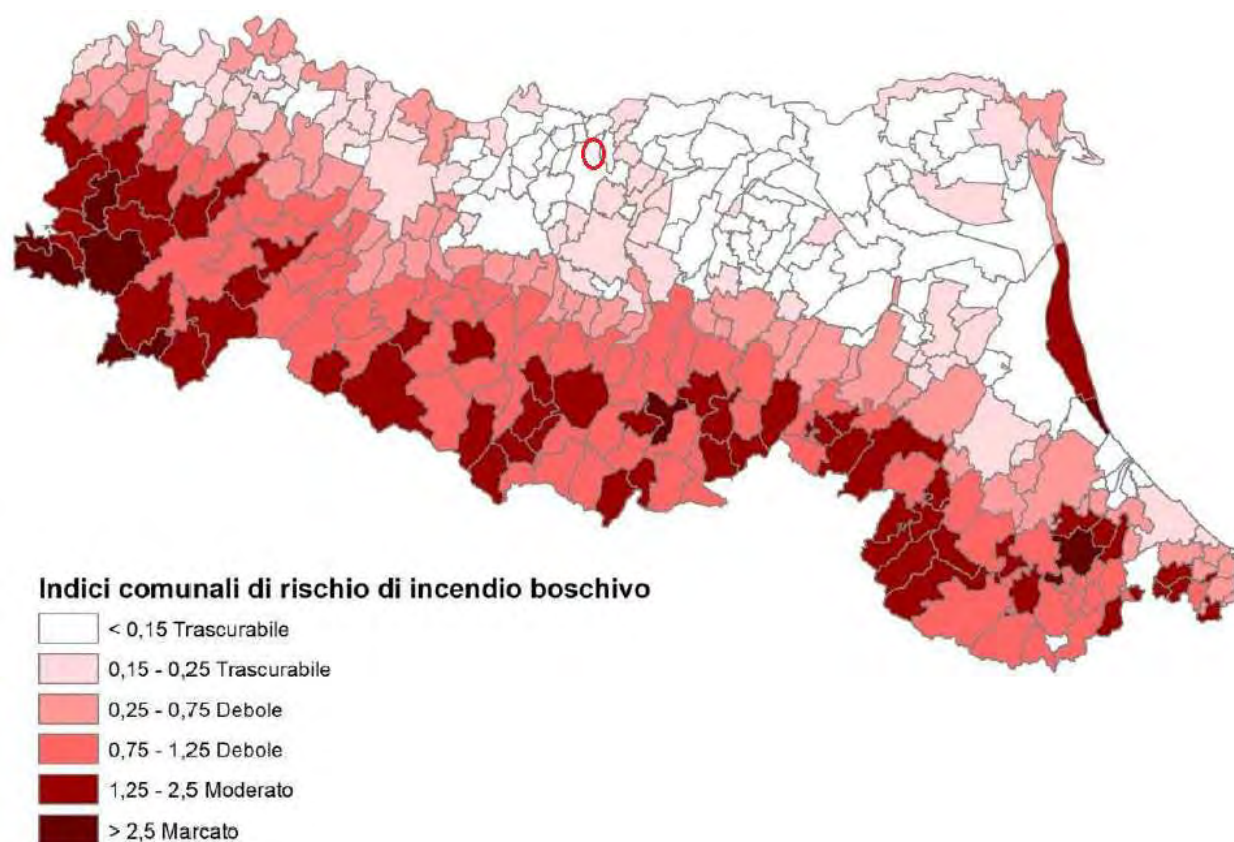 Indici comunali di rischio di incendio boschivo
< 0,15 Trascurabile
0,15 - 0,25 Trascurabile
0,25 - 0,75 Debole
0,75 - 1,25 Debole
1,25 - 2,5 Moderato
> 2,5 Marcato